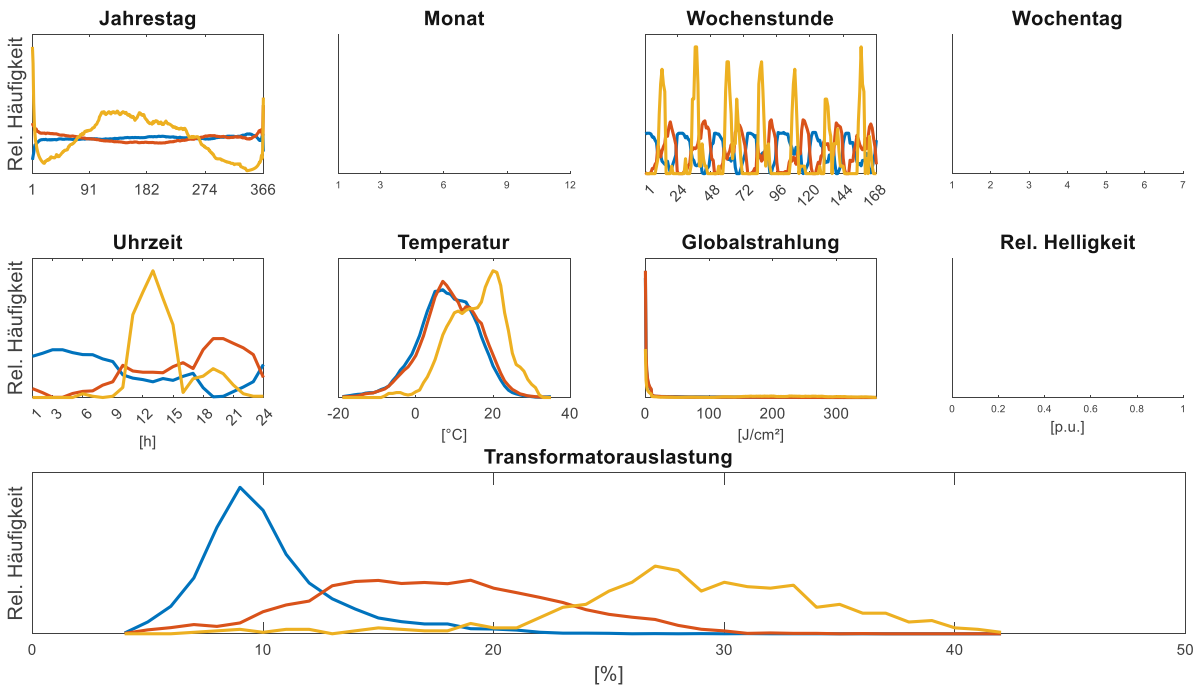 Jahrestag Monat Wochenstunde Wochentag
Rel. Häufigkeit
1 91 182 274 366
1 3 6 9 12
1 24 48 72 96 120 144 168
1 2 3 4 5 6 7
Uhrzeit Temperatur Globalstrahlung Rel. Helligkeit
Rel. Häufigkeit
1 3 6 9 12 15 18 21 24
-20 0 20 40
0 100 200 300
0 0.2 0.4 0.6 0.8 1
[h] [°C] [J/cm²] [p.u.]
Transformatorauslastung
Rel. Häufigkeit
0 10 20 30 40 50
[%]